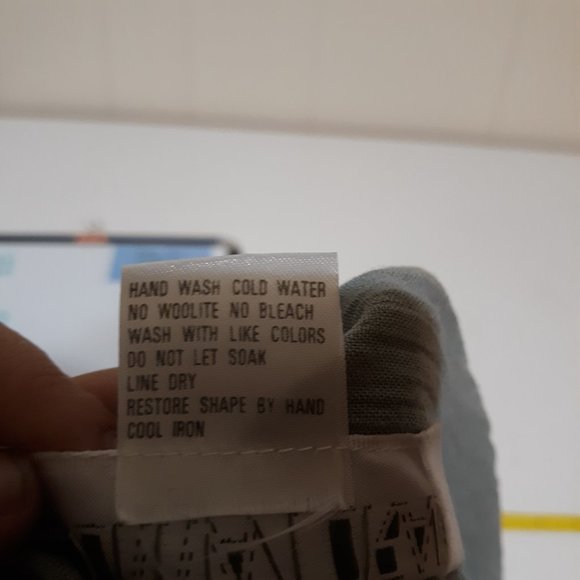 HAND WASH COLD WATER
NO WOOLITE NO BLEACH
WASH WITH LIKE COLORS
DO NOT LET SOAK
LINE DRY
RESTORE SHAPE BY HAND
COOL IRON